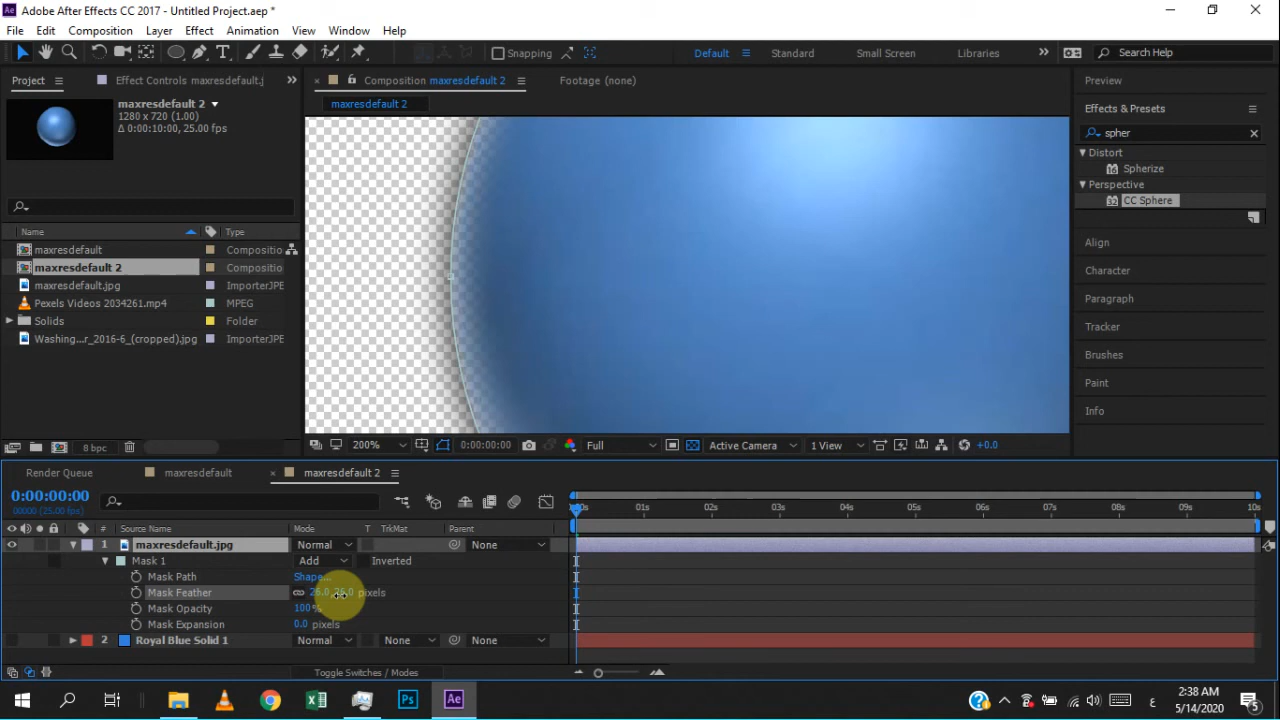 Adobe After Effects CC 2017 - Untitled Project.aep *
File Edit Composition Layer Effect Animation View Window Help
Snapping Default Standard Small Screen Libraries Search Help
Project Effect Controls maxresdefault.j Composition maxresdefault 2 Footage (none) Preview
maxresdefault 2 maxresdefault 2 Effects & Presets
1280 x 720 (1.00)
Δ 0:00:10:00, 25.00 fps
spher
Distort
Spherize
Perspective
CC Sphere
Name Type
maxresdefault Compositio
maxresdefault 2 Compositio
maxresdefault.jpg ImporterJPE
Pexels Videos 2034261.mp4 MPEG
Solids Folder
Washing...r_2016-6_(cropped).jpg ImporterJPE
Align
Character
Paragraph
Tracker
Brushes
Paint
Info
8 bpc 200% 0:00:00:00 Full Active Camera 1 View +0.0
Render Queue maxresdefault maxresdefault 2
0:00:00:00
00000 (25.00 fps)
01s 02s 03s 04s 05s 06s 07s 08s 09s 10s
# Source Name Mode T TrkMat Parent
1 maxresdefault.jpg Normal None
Mask 1 Add Inverted
Mask Path Shape...
Mask Feather pixels
Mask Opacity 100%
Mask Expansion 0.0 pixels
2 Royal Blue Solid 1 Normal None None
Toggle Switches / Modes
Ps Ae
2:38 AM
5/14/2020
ع
5